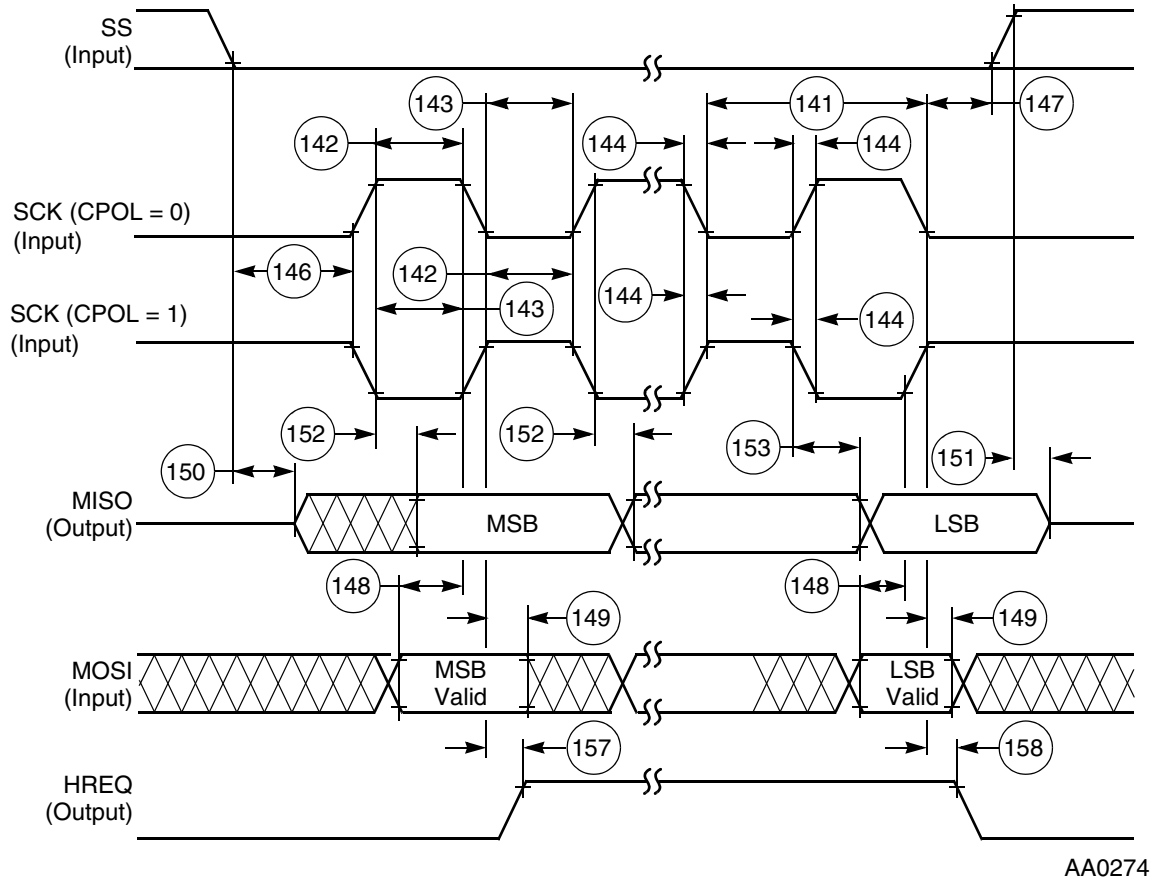 SS
(Input)
143
141
147
142
144
144
SCK (CPOL = 0)
(Input)
146
142
144
SCK (CPOL = 1)
(Input)
143
144
152
152
153
150
151
MISO
(Output)
MSB
LSB
148
148
149
149
MOSI
(Input)
MSB
Valid
LSB
Valid
157
158
HREQ
(Output)
AA0274